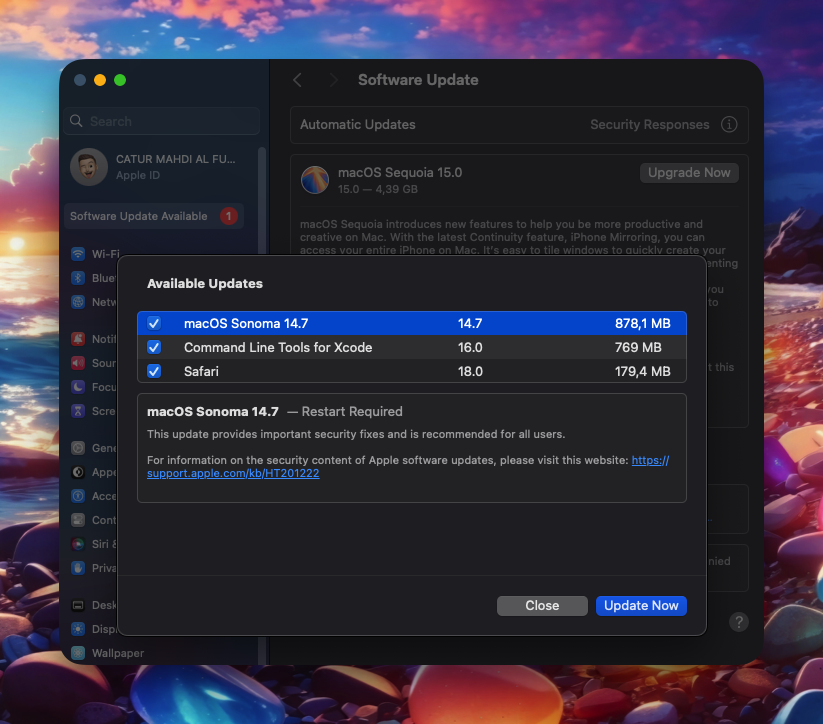 Software Update
Search
Automatic Updates
Security Responses
CATUR MAHDI AL FU...
Apple ID
macOS Sequoia 15.0
Upgrade Now
15.0 — 4,39 GB
Software Update Available 1
macOS Sequoia introduces new features to help you be more productive and
creative on Mac. With the latest Continuity feature, iPhone Mirroring, you can
access your entire iPhone on Mac. It's easy to tile windows to quickly create your
Wi-Fi
you
to
t this
Available Updates
macOS Sonoma 14.7 14.7 878,1 MB
Command Line Tools for Xcode 16.0 769 MB
Safari 18.0 179,4 MB
macOS Sonoma 14.7 — Restart Required
This update provides important security fixes and is recommended for all users.
For information on the security content of Apple software updates, please visit this website: https://
support.apple.com/kb/HT201222
Blue
Netw
Notifi
Soun
Focu
Scre
Gene
Appe
Acce
Cont
Siri &
Priva
Desk
Displ
Wallpaper
Close
Update Now
?